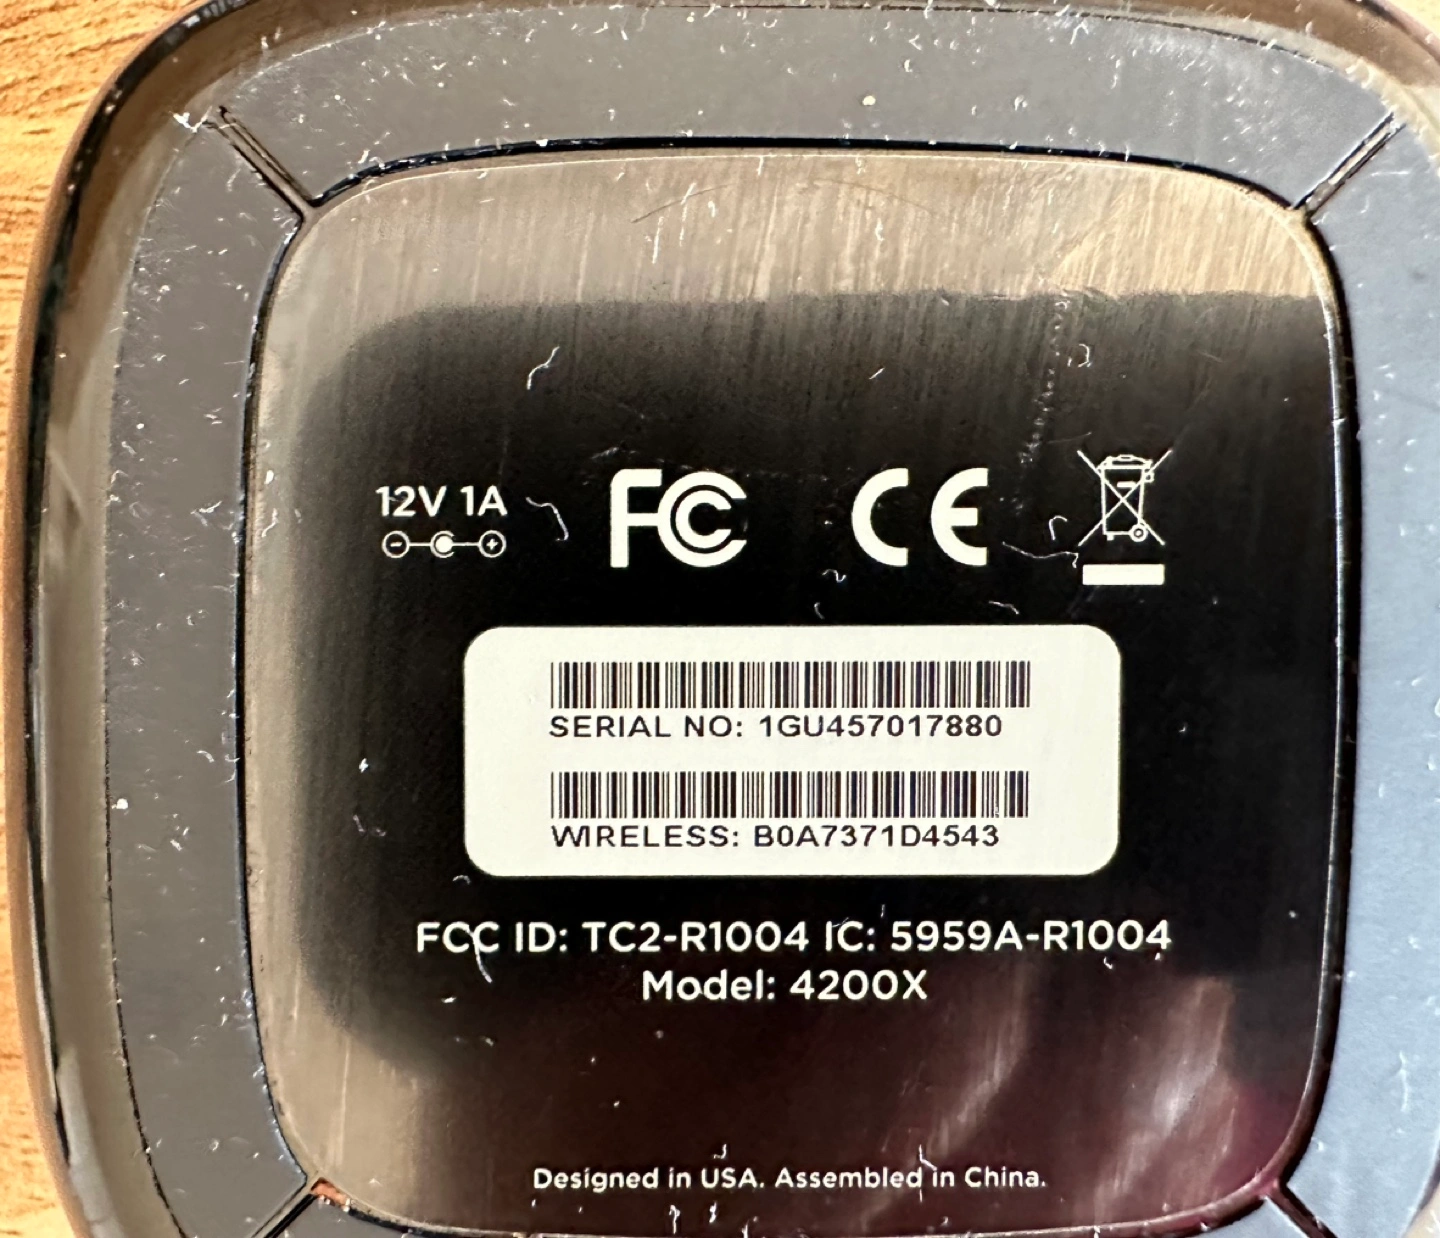 12V 1A
FC CE
SERIAL NO: 1GU457017880
WIRELESS: B0A7371D4543
FCC ID: TC2-R1004 IC: 5959A-R1004
Model: 4200X
Designed in USA. Assembled in China.